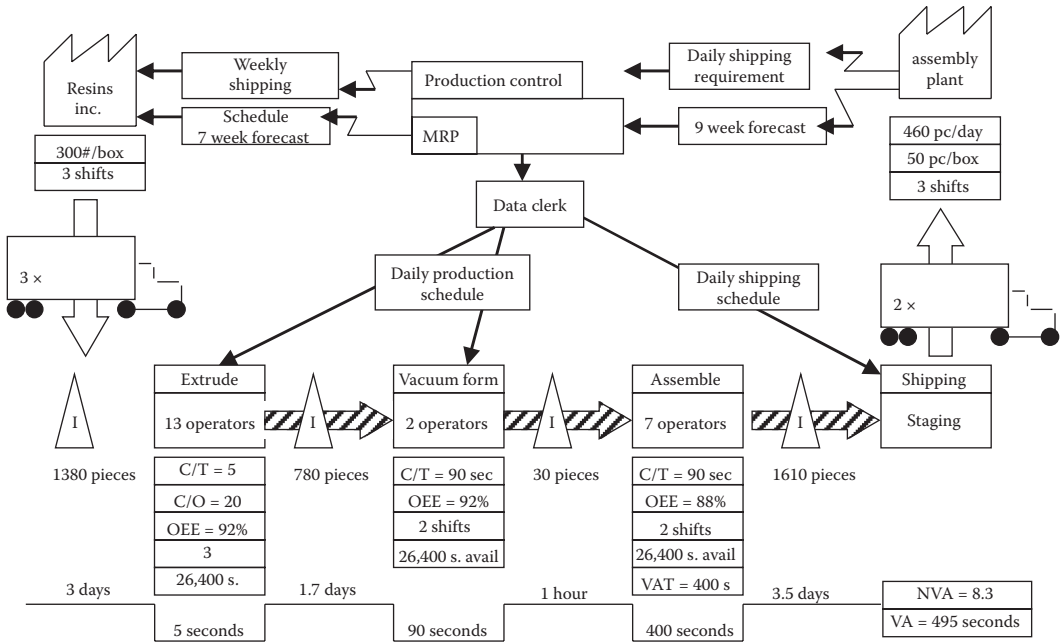 Resins
inc.
Weekly
shipping
Schedule
7 week forecast
Production control
MRP
Daily shipping
requirement
9 week forecast
assembly
plant
300#/box
3 shifts
460 pc/day
50 pc/box
3 shifts
Data clerk
3 ×
Daily production
schedule
Daily shipping
schedule
2 ×
I
Extrude
13 operators
I
Vacuum form
2 operators
I
Assemble
7 operators
I
Shipping
Staging
1380 pieces
780 pieces
30 pieces
1610 pieces
C/T = 5
C/O = 20
OEE = 92%
3
26,400 s.
C/T = 90 sec
OEE = 92%
2 shifts
26,400 s. avail
C/T = 90 sec
OEE = 88%
2 shifts
26,400 s. avail
VAT = 400 s
3 days
5 seconds
1.7 days
90 seconds
1 hour
400 seconds
3.5 days
NVA = 8.3
VA = 495 seconds